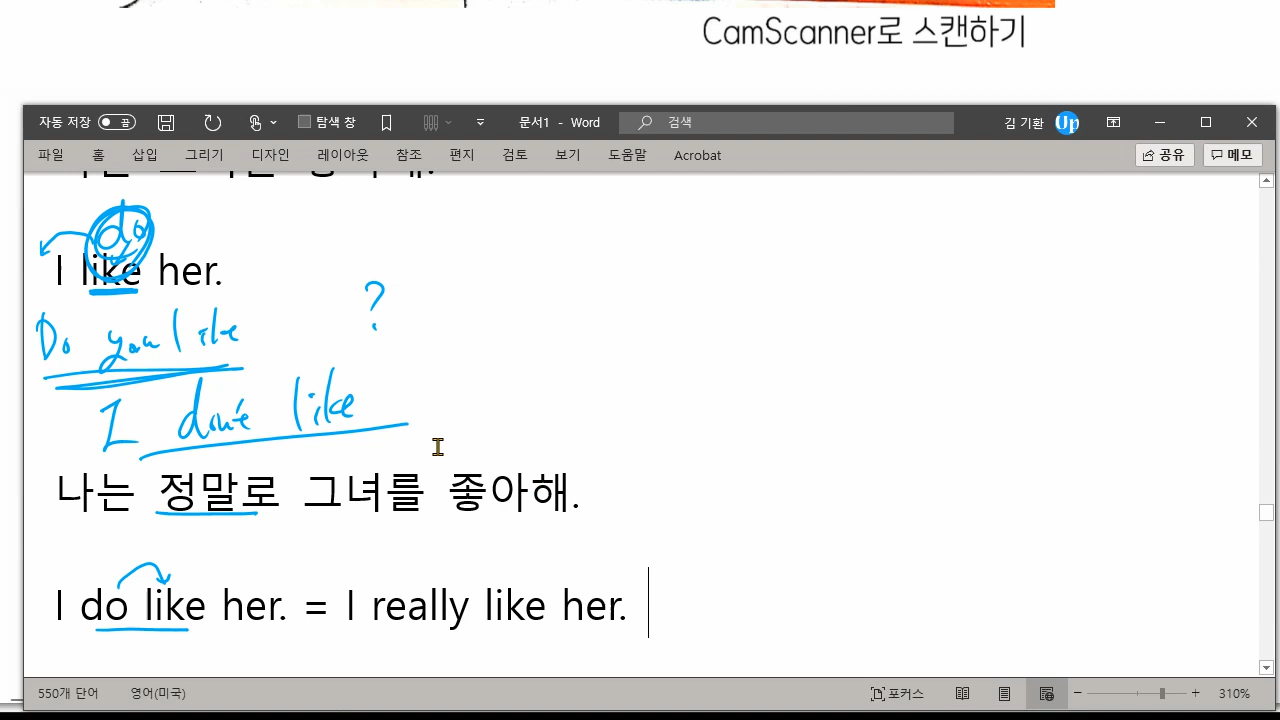 CamScanner로 스캔하기
자동 저장 끔 탐색 창 문서1 - Word 검색 김 기환 Up
파일 홈 삽입 그리기 디자인 레이아웃 참조 편지 검토 보기 도움말 Acrobat 공유 메모
do
I like her.
?
Do you like
I don't like
나는 정말로 그녀를 좋아해.
I do like her. = I really like her.
550개 단어 영어(미국) 포커스 310%